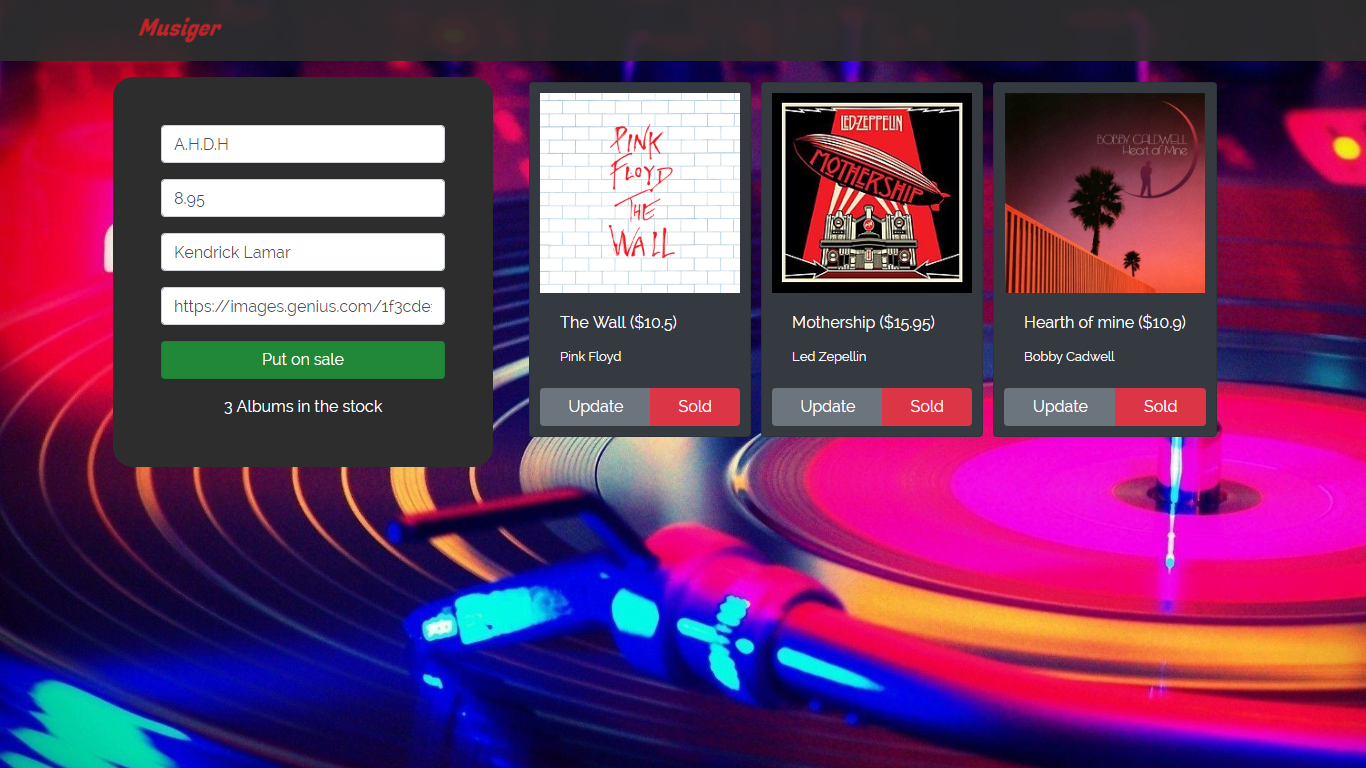 Musiger
A.H.D.H
8.95
Kendrick Lamar
https://images.genius.com/1f3cde
Put on sale
3 Albums in the stock
PINK
FLOYD
THE
WALL
The Wall ($10.5)
Pink Floyd
Update
Sold
LED ZEPPELIN
MOTHERSHIP
Mothership ($15.95)
Led Zepellin
Update
Sold
BOBBY CALDWELL
Heart of Mine
Hearth of mine ($10.9)
Bobby Cadwell
Update
Sold